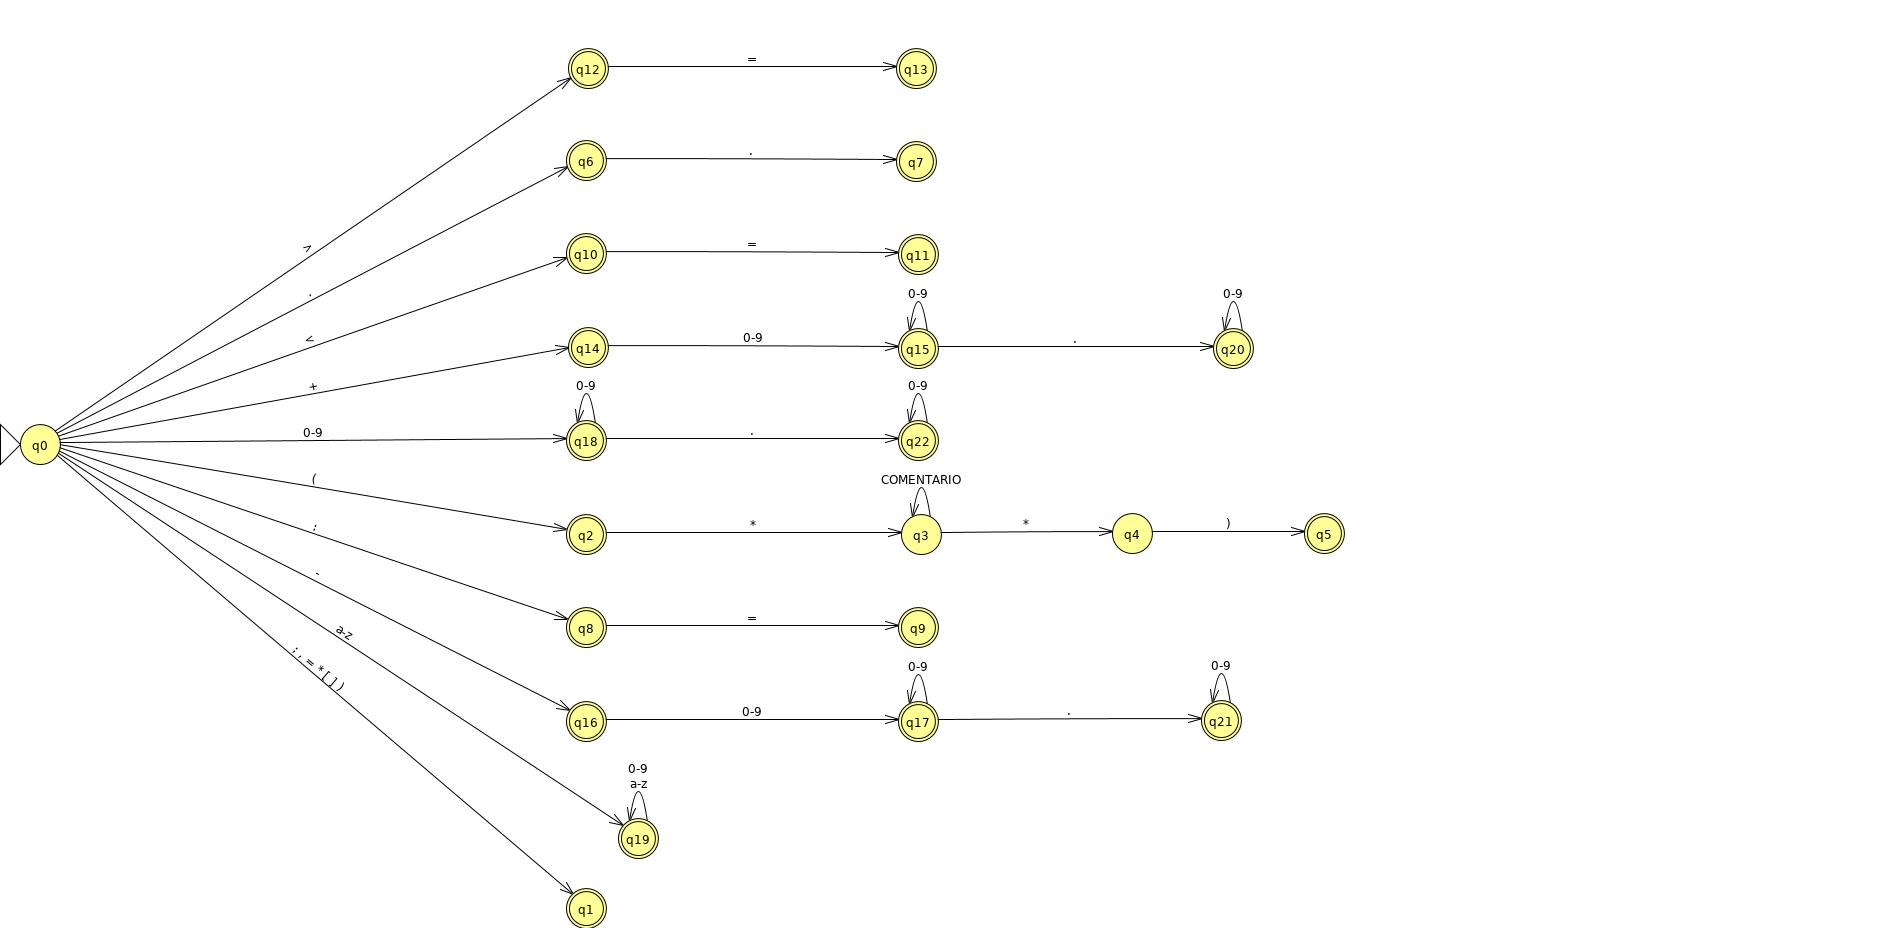 q12
=
q13
q6
.
q7
>
q10
=
q11
.
0-9
0-9
<
q14
0-9
q15
.
q20
+
0-9
0-9
q0
0-9
q18
.
q22
(
COMENTARIO
:
q2
*
q3
*
q4
)
q5
-
q8
=
q9
a-z
0-9
0-9
; , = * [ ] )
q16
0-9
q17
.
q21
0-9
a-z
q19
q1